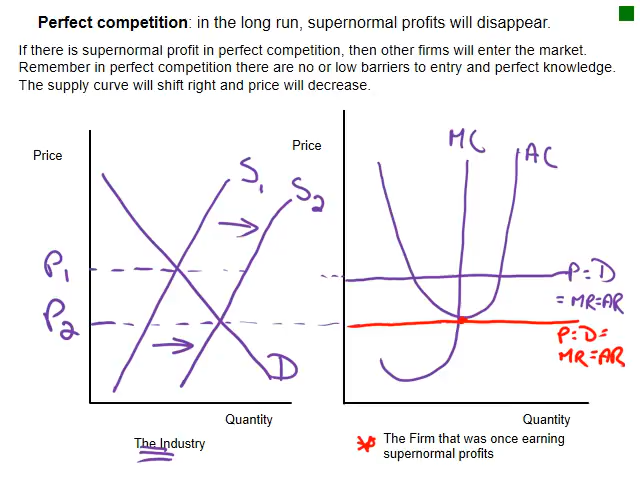 Perfect competition: in the long run, supernormal profits will disappear.
If there is supernormal profit in perfect competition, then other firms will enter the market.
Remember in perfect competition there are no or low barriers to entry and perfect knowledge.
The supply curve will shift right and price will decrease.
Price
S1
S2
P1
P2
D
Quantity
The Industry
Price
MC
AC
P=D
=MR=AR
P=D=
MR=AR
Quantity
The Firm that was once earning
supernormal profits